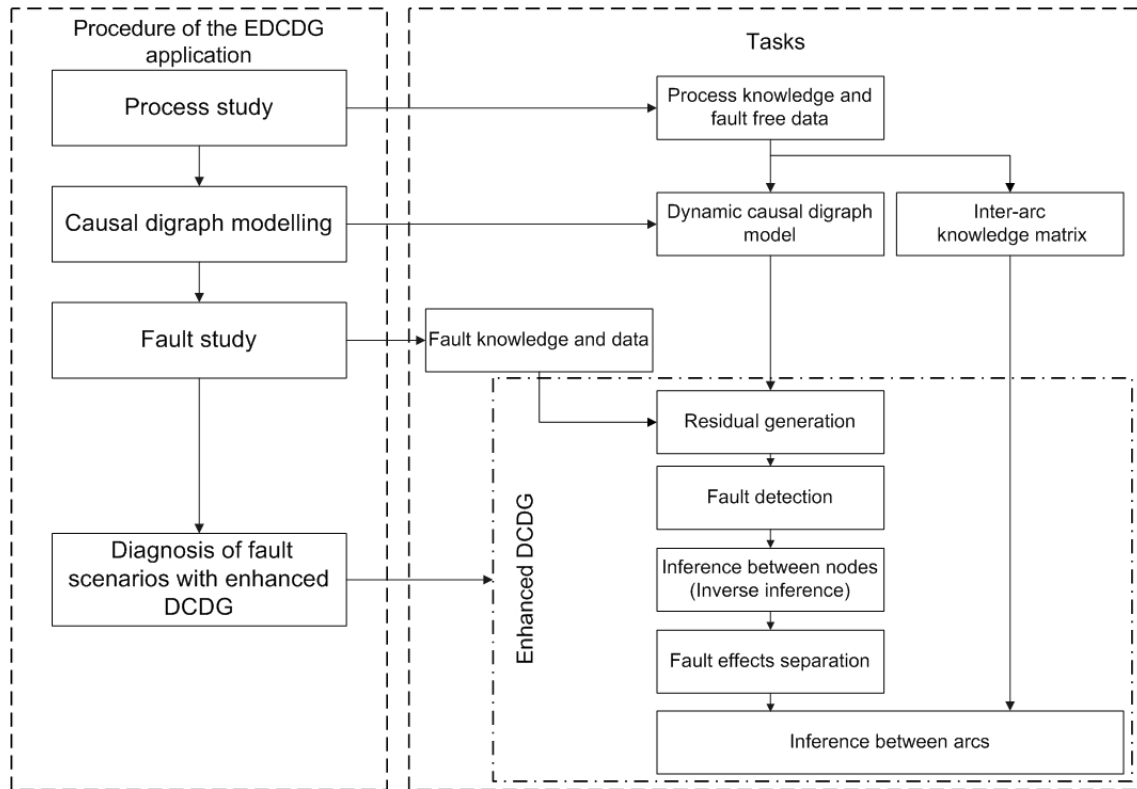 Procedure of the EDCDG
application
Process study
Causal digraph modelling
Fault study
Diagnosis of fault
scenarios with enhanced
DCDG
Tasks
Process knowledge and
fault free data
Dynamic causal digraph
model
Inter-arc
knowledge matrix
Fault knowledge and data
Enhanced DCDG
Residual generation
Fault detection
Inference between nodes
(Inverse inference)
Fault effects separation
Inference between arcs